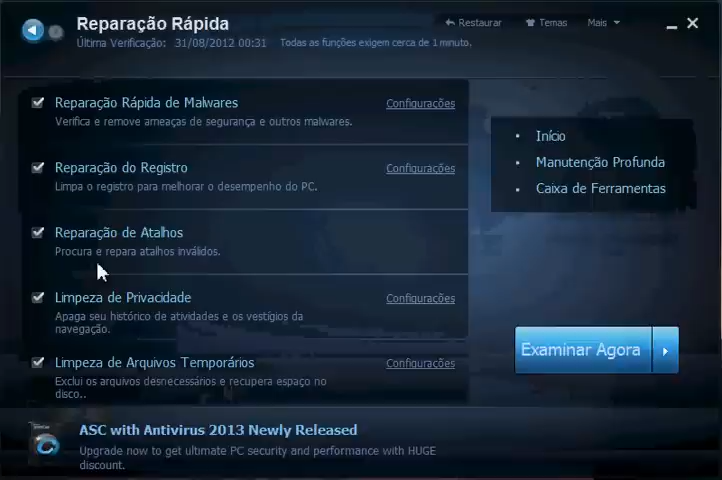 Reparação Rápida
Restaurar Temas Mais
Última Verificação: 31/08/2012 00:31 Todas as funções exigem cerca de 1 minuto.
Reparação Rápida de Malwares Configurações
Verifica e remove ameaças de segurança e outros malwares.
Reparação do Registro Configurações
Limpa o registro para melhorar o desempenho do PC.
Reparação de Atalhos
Procura e repara atalhos inválidos.
Limpeza de Privacidade Configurações
Apaga seu histórico de atividades e os vestígios da
navegação.
Limpeza de Arquivos Temporários Configurações
Exclui os arquivos desnecessários e recupera espaço no
disco..
Início
Manutenção Profunda
Caixa de Ferramentas
Examinar Agora
ASC with Antivirus 2013 Newly Released
Upgrade now to get ultimate PC security and performance with HUGE
discount.